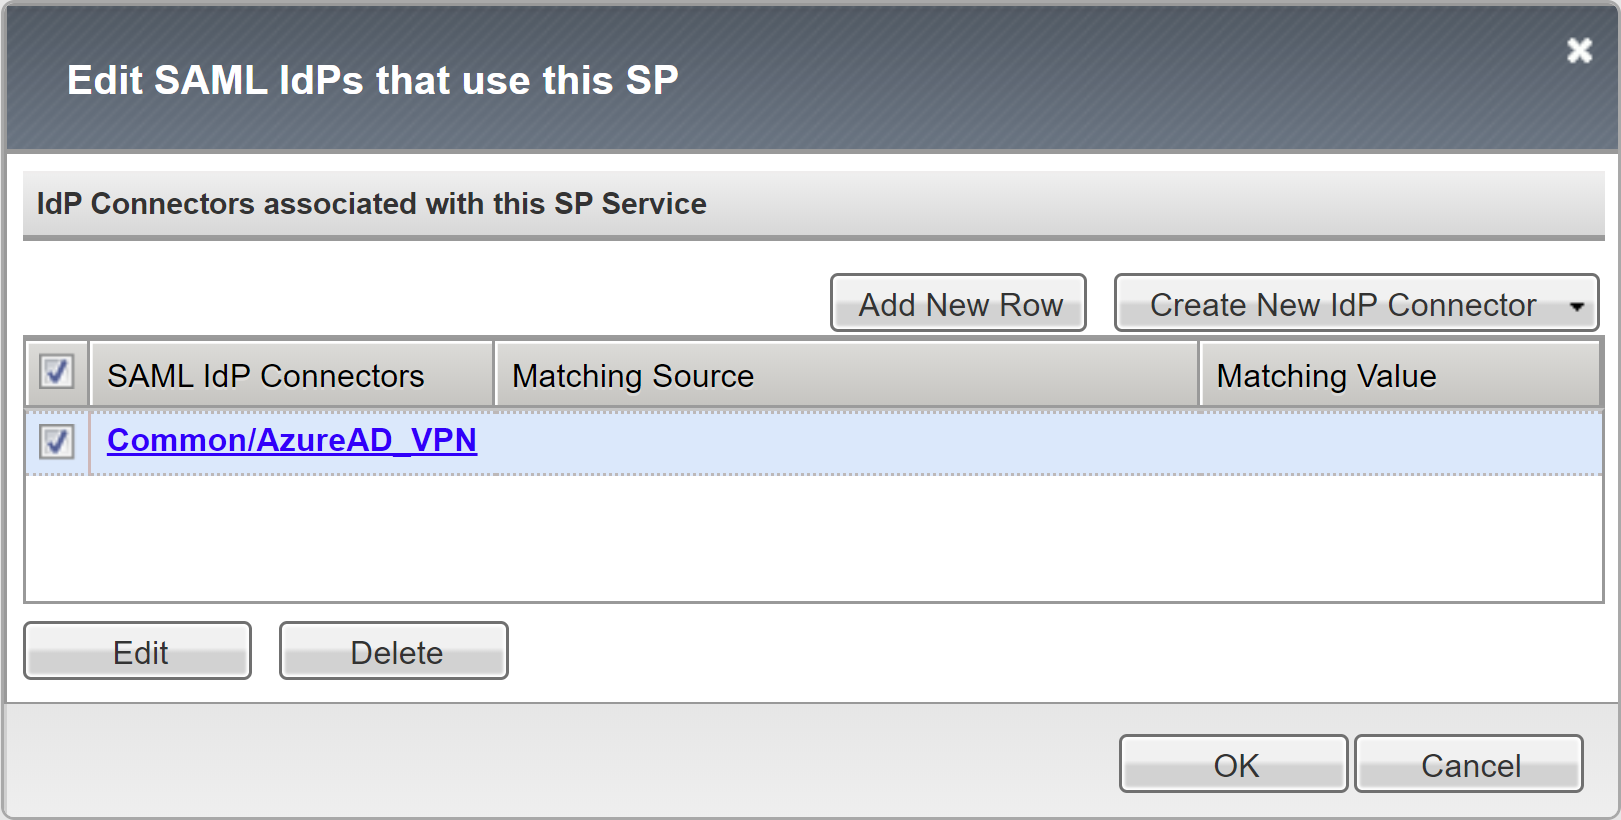 Edit SAML IdPs that use this SP
IdP Connectors associated with this SP Service
Add New Row
Create New IdP Connector
SAML IdP Connectors
Matching Source
Matching Value
Common/AzureAD_VPN
Edit
Delete
OK
Cancel